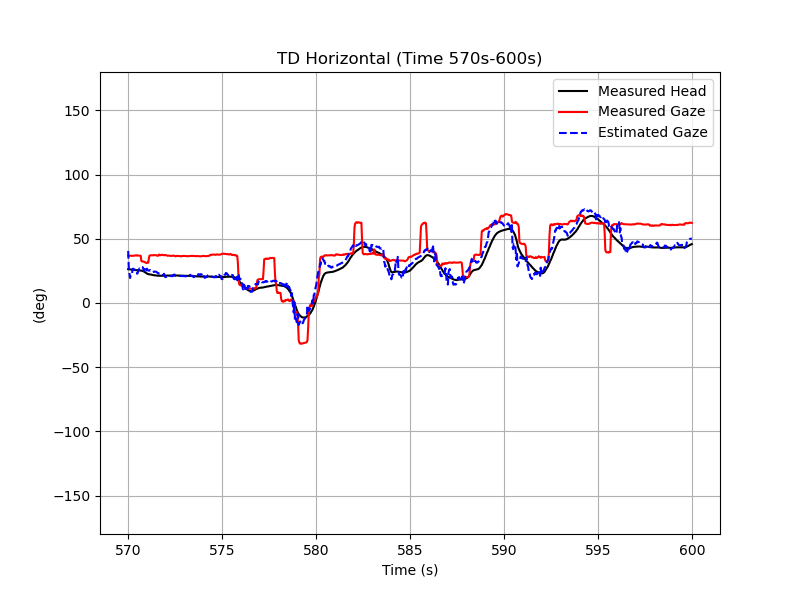 TD Horizontal (Time 570s-600s)
Measured Head
Measured Gaze
Estimated Gaze
150
100
50
0
−50
−100
−150
(deg)
570 575 580 585 590 595 600
Time (s)